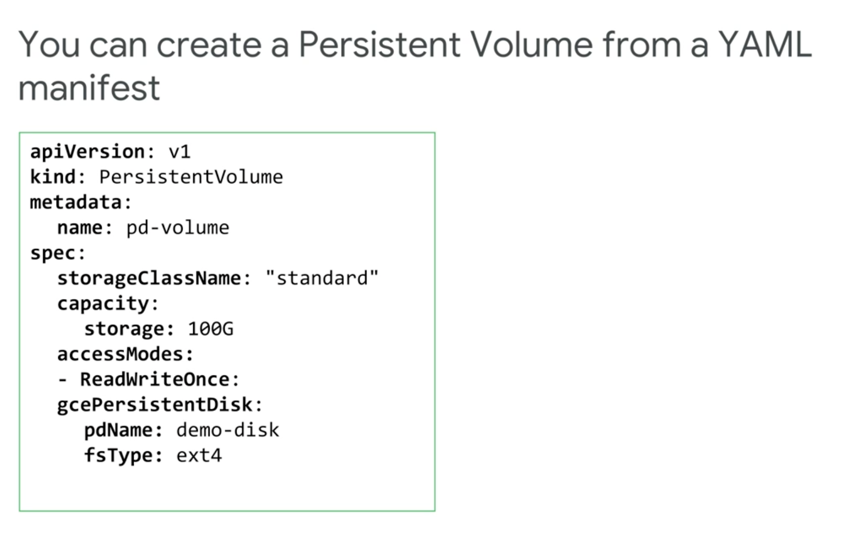 You can create a Persistent Volume from a YAML
manifest
apiVersion: v1
kind: PersistentVolume
metadata:
  name: pd-volume
spec:
  storageClassName: "standard"
  capacity:
    storage: 100G
  accessModes:
  - ReadWriteOnce:
  gcePersistentDisk:
    pdName: demo-disk
    fsType: ext4